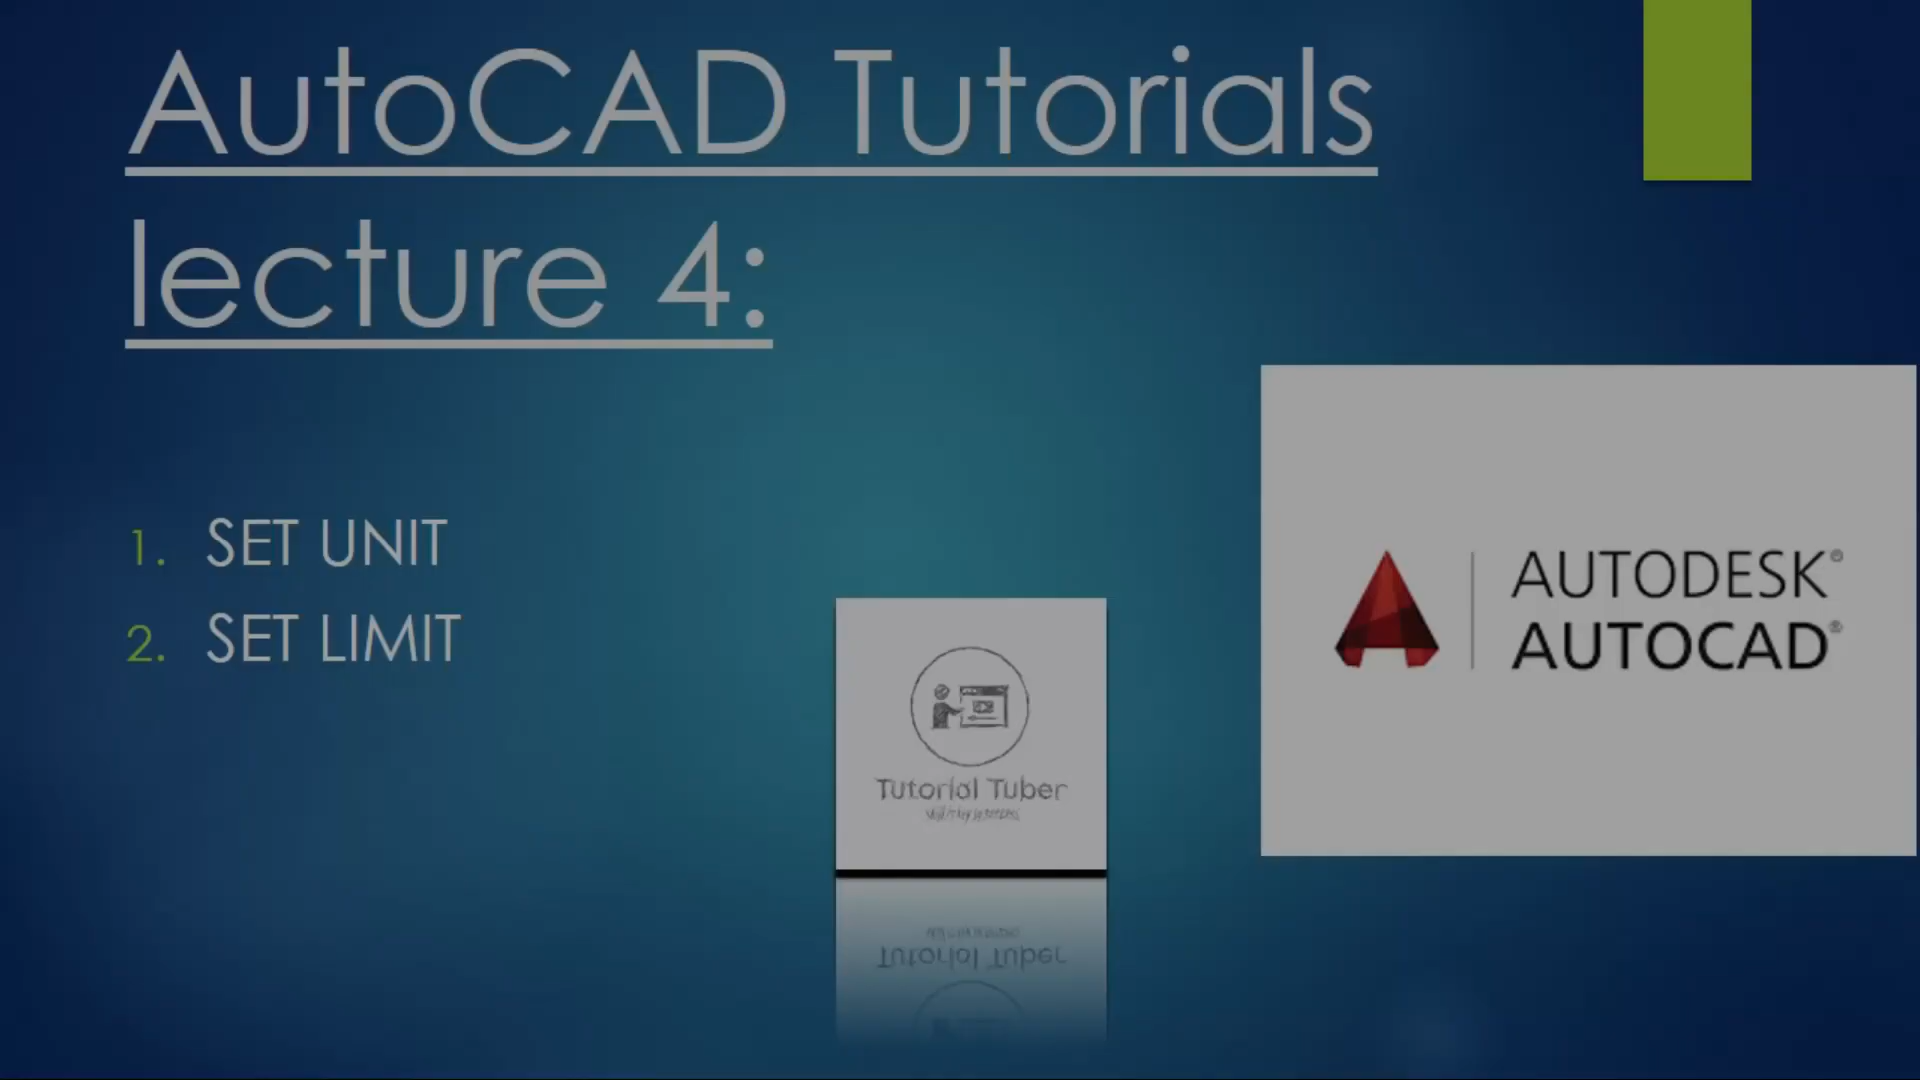 AutoCAD Tutorials
lecture 4:
1. SET UNIT
2. SET LIMIT
AUTODESK®
AUTOCAD®
Tutorial Tuber